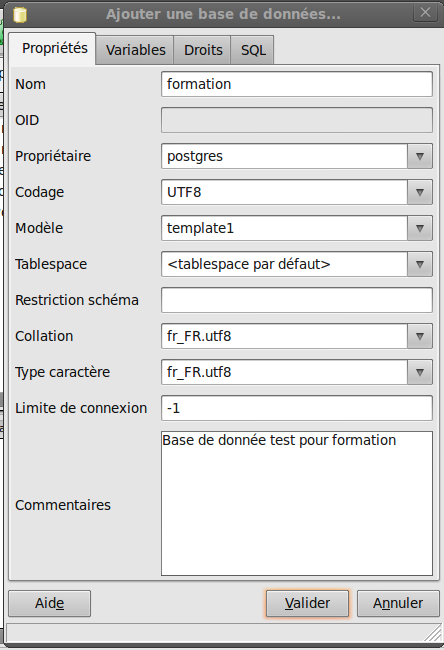 Ajouter une base de données...
Propriétés Variables Droits SQL
Nom formation
OID
Propriétaire postgres
Codage UTF8
Modèle template1
Tablespace <tablespace par défaut>
Restriction schéma
Collation fr_FR.utf8
Type caractère fr_FR.utf8
Limite de connexion -1
Base de donnée test pour formation
Commentaires
Aide Valider Annuler